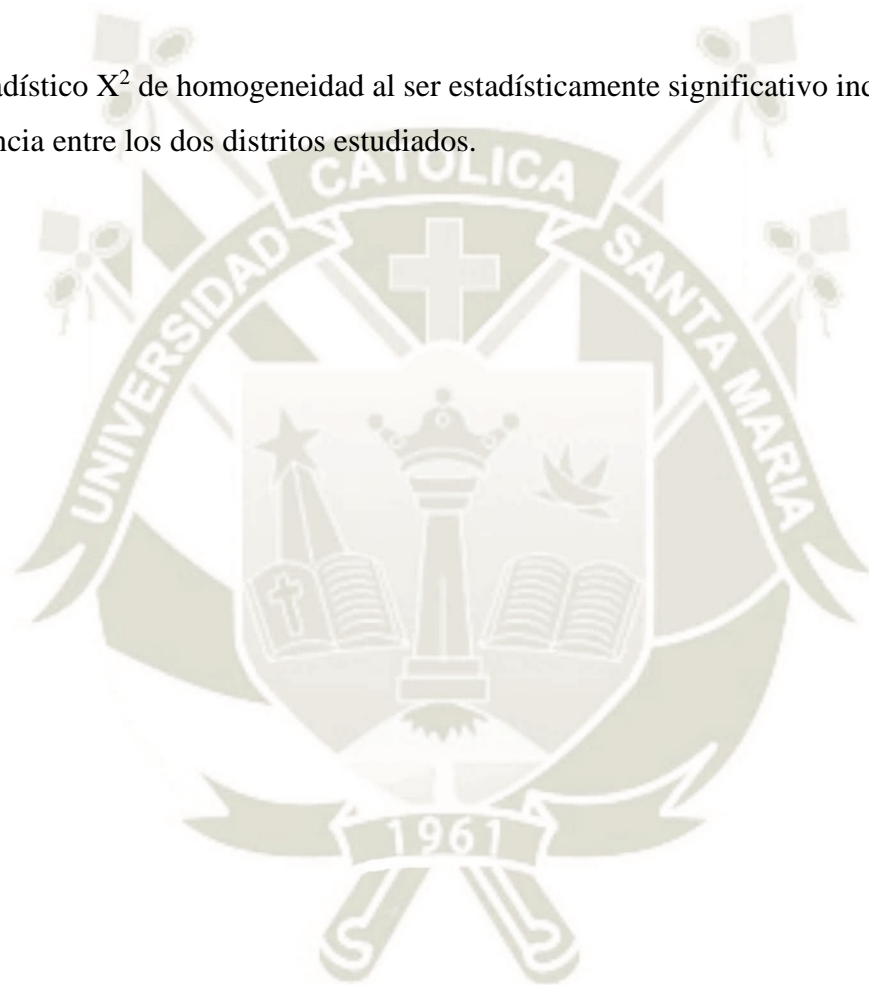 adístico X² de homogeneidad al ser estadísticamente significativo
ncia entre los dos distritos estudiados.
CATOLICA
UNIVERSIDAD
SANTA MARIA
1961